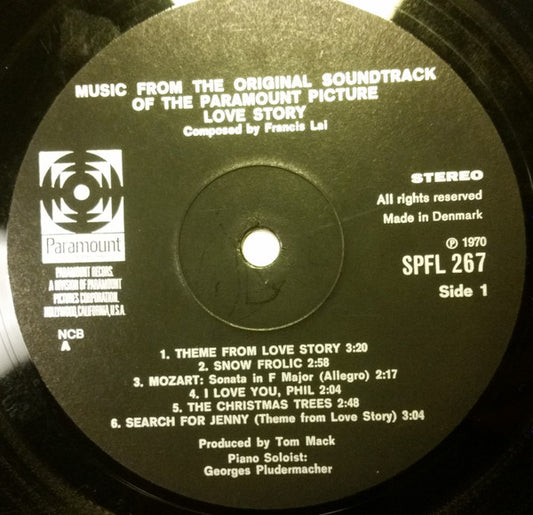 MUSIC FROM THE ORIGINAL SOUNDTRACK
OF THE PARAMOUNT PICTURE
LOVE STORY
Composed by Francis Lai
Paramount
PARAMOUNT RECORDS.
A DIVISION OF PARAMOUNT
PICTURES CORPORATION.
HOLLYWOOD, CALIFORNIA, U.S.A.
NCB
A
STEREO
All rights reserved
Made in Denmark
℗ 1970
SPFL 267
Side 1
1. THEME FROM LOVE STORY 3:20
2. SNOW FROLIC 2:58
3. MOZART: Sonata in F Major (Allegro) 2:17
4. I LOVE YOU, PHIL 2:04
5. THE CHRISTMAS TREES 2:48
6. SEARCH FOR JENNY (Theme from Love Story) 3:04
Produced by Tom Mack
Piano Soloist:
Georges Pludermacher